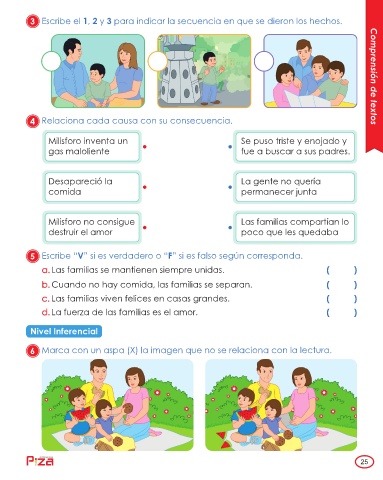 3 Escribe el 1, 2 y 3 para indicar la secuencia en que se dieron los hechos.
Comprensión de textos
4 Relaciona cada causa con su consecuencia.
Milisforo inventa un
gas maloliente
Se puso triste y enojado y
fue a buscar a sus padres.
Desapareció la
comida
La gente no quería
permanecer junta
Milisforo no consigue
destruir el amor
Las familias compartían lo
poco que les quedaba
5 Escribe “V” si es verdadero o “F” si es falso según corresponda.
a. Las familias se mantienen siempre unidas. ( )
b. Cuando no hay comida, las familias se separan. ( )
c. Las familias viven felices en casas grandes. ( )
d. La fuerza de las familias es el amor. ( )
Nivel Inferencial
6 Marca con un aspa (X) la imagen que no se relaciona con la lectura.
Pizza
25